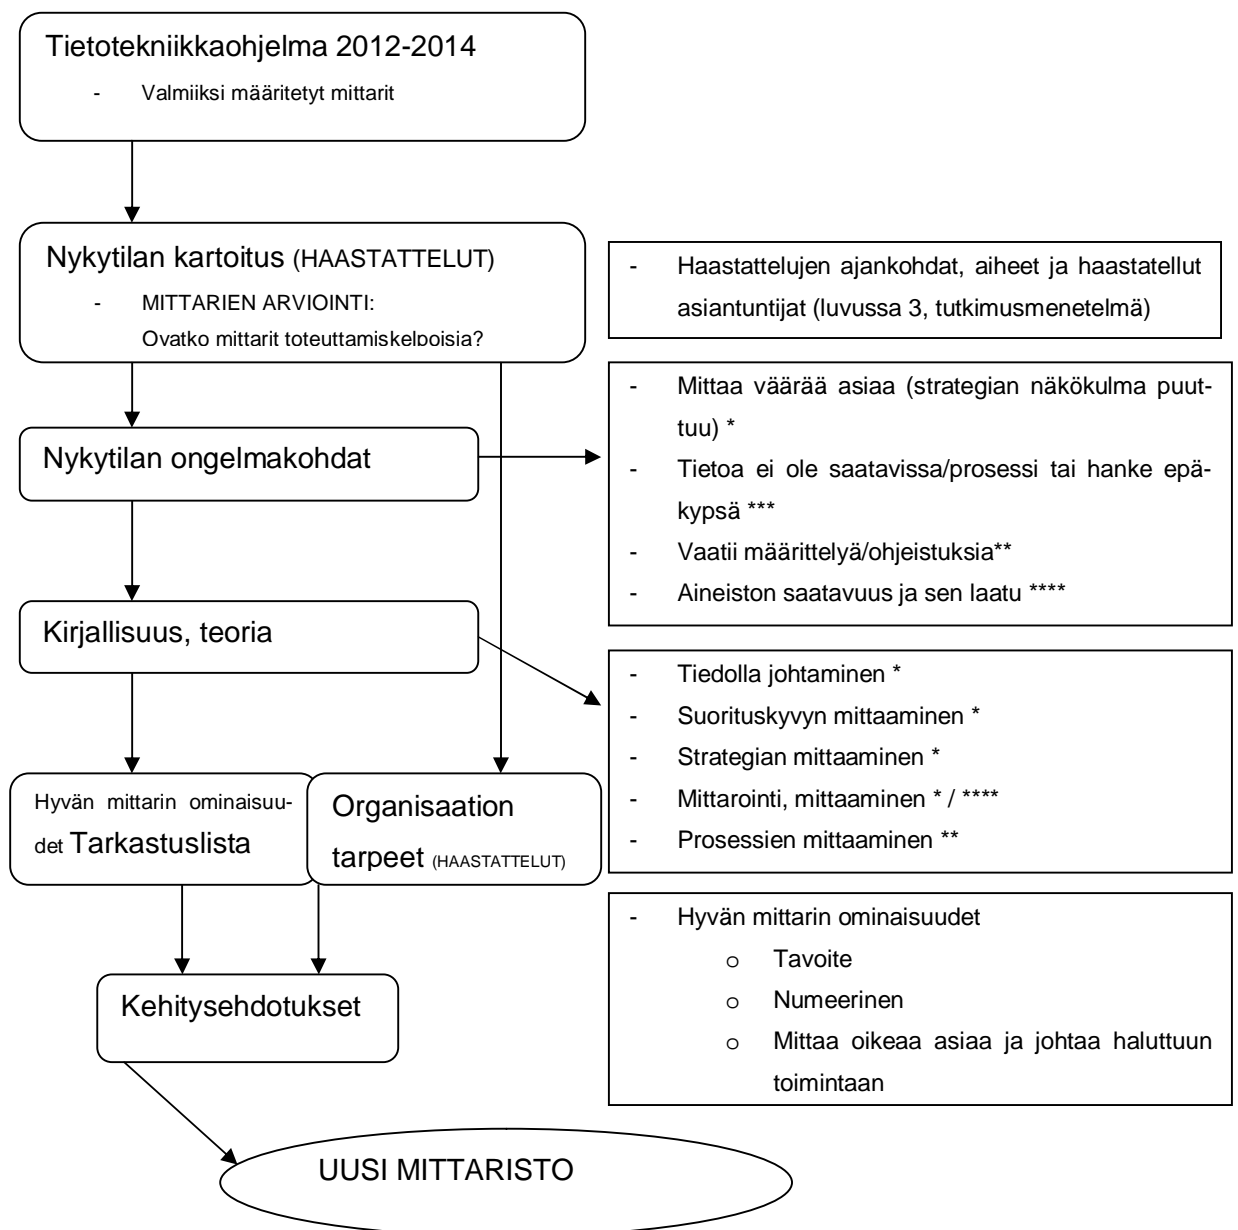 Tietotekniikkaohjelma 2012-2014
- Valmiiksi määritetyt mittarit
Nykytilan kartoitus (HAASTATTELUT)
- MITTARIEN ARVIOINTI:
Ovatko mittarit toteuttamiskelpoisia?
- Haastattelujen ajankohdat, aiheet ja haastatellut
asiantuntijat (luvussa 3, tutkimusmenetelmä)
Nykytilan ongelmakohdat
- Mittaa väärää asiaa (strategian näkökulma puut-
tuu) *
- Tietoa ei ole saatavissa/prosessi tai hanke epä-
kypsä ***
- Vaatii määrittelyä/ohjeistuksia**
- Aineiston saatavuus ja sen laatu ****
Kirjallisuus, teoria
- Tiedolla johtaminen *
- Suorituskyvyn mittaaminen *
- Strategian mittaaminen *
- Mittarointi, mittaaminen * / ****
- Prosessien mittaaminen **
Hyvän mittarin ominaisuu-
det Tarkastuslista
Organisaation
tarpeet (HAASTATTELUT)
- Hyvän mittarin ominaisuudet
o Tavoite
o Numeerinen
o Mittaa oikeaa asiaa ja johtaa haluttuun
toimintaan
Kehitysehdotukset
UUSI MITTARISTO